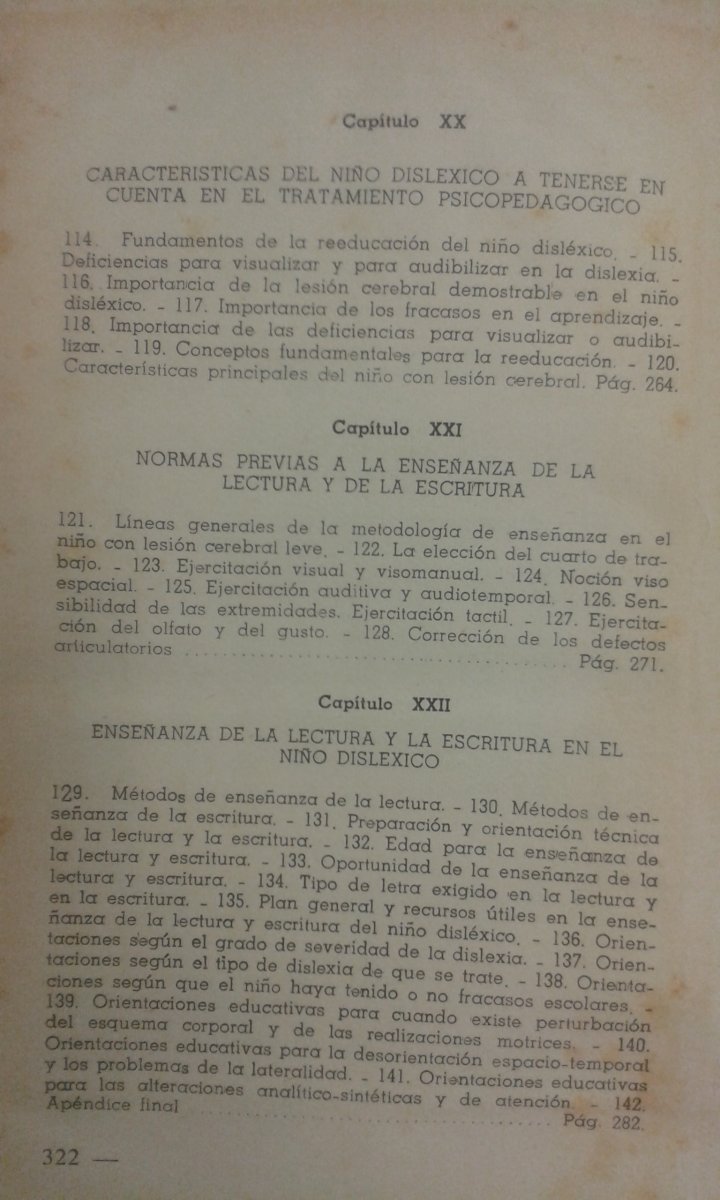 Capítulo XX
CARACTERISTICAS DEL NIÑO DISLEXICO A TENERSE EN
CUENTA EN EL TRATAMIENTO PSICOPEDAGOGICO
114. Fundamentos de la reeducación del niño disléxico. - 115.
Deficiencias para visualizar y para audibilizar en la dislexia. -
116. Importancia de la lesión cerebral demostrable en el niño
disléxico. - 117. Importancia de los fracasos en el aprendizaje. -
118. Importancia de las deficiencias para visualizar o audibi-
lizar. - 119. Conceptos fundamentales para la reeducación. - 120.
Características principales del niño con lesión cerebral. Pág. 264.
Capítulo XXI
NORMAS PREVIAS A LA ENSEÑANZA DE LA
LECTURA Y DE LA ESCRITURA
121. Líneas generales de la metodología de enseñanza en el
niño con lesión cerebral leve. - 122. La elección del cuarto de tra-
bajo. - 123. Ejercitación visual y visomanual. - 124. Noción viso
espacial. - 125. Ejercitación auditiva y audiotemporal. - 126. Sen-
sibilidad de las extremidades. Ejercitación tactil. - 127. Ejercita-
ción del olfato y del gusto. - 128. Corrección de los defectos
articulatorios ........................................ Pág. 271.
Capítulo XXII
ENSEÑANZA DE LA LECTURA Y LA ESCRITURA EN EL
NIÑO DISLEXICO
129. Métodos de enseñanza de la lectura. - 130. Métodos de en-
señanza de la escritura. - 131. Preparación y orientación técnica
de la lectura y la escritura. - 132. Edad para la enseñanza de
la lectura y escritura. - 133. Oportunidad de la enseñanza de la
lectura y escritura. - 134. Tipo de letra exigido en la lectura y
en la escritura. - 135. Plan general y recursos útiles en la ense-
ñanza de la lectura y escritura del niño disléxico. - 136. Orien-
taciones según el grado de severidad de la dislexia. - 137. Orien-
taciones según el tipo de dislexia de que se trate. - 138. Orienta-
ciones según que el niño haya tenido o no fracasos escolares. -
139. Orientaciones educativas para cuando existe perturbación
del esquema corporal y de las realizaciones motrices. - 140.
Orientaciones educativas para la desorientación espacio-temporal
y los problemas de la lateralidad. - 141. Orientaciones educativas
para las alteraciones analítico-sintéticas y de atención. - 142.
Apéndice final ........................................ Pág. 282.
322 —